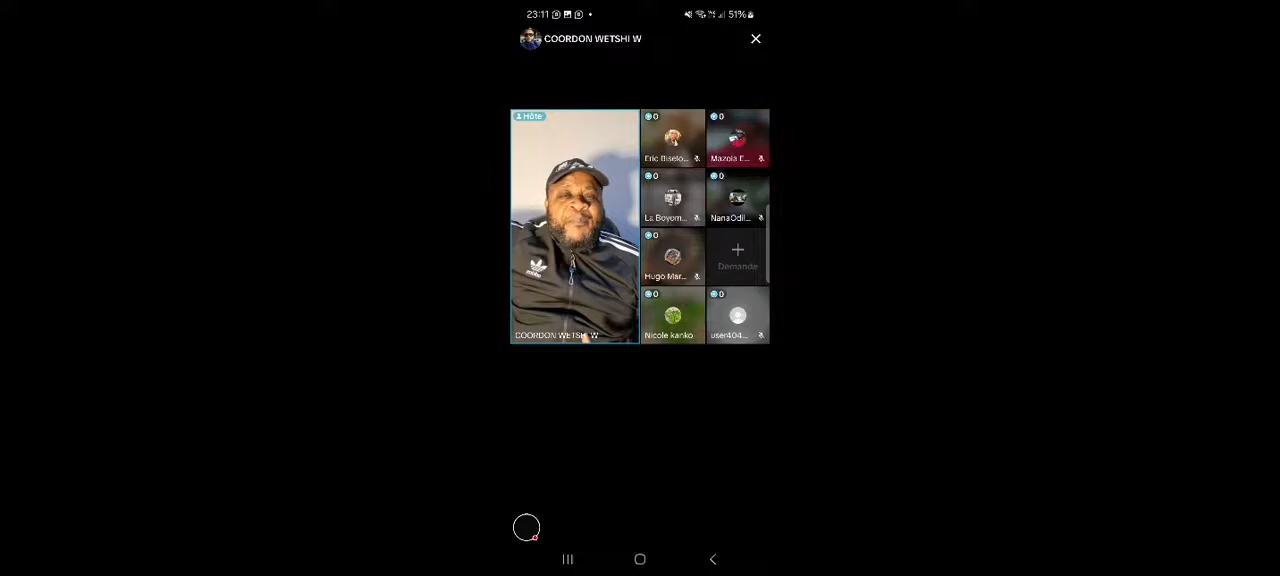 23:11 51%
COORDON WETSHI W
Hôte
0
0
Eric Biselo...
Mazola E...
0
0
La Boyom...
NanaOdil...
0
Hugo Mar...
Demande
0
0
COORDON WETSHI W
Nicole kanko
user404...